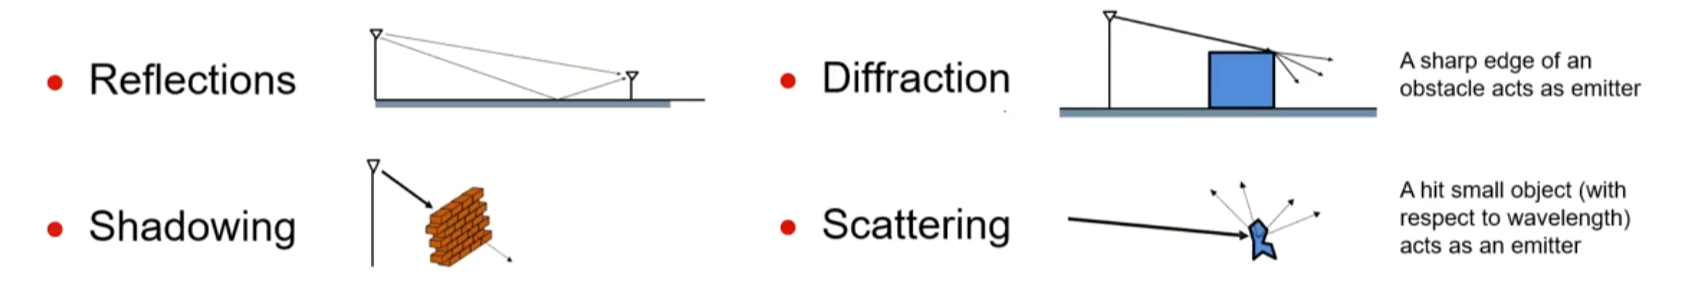 Reflections
Diffraction
A sharp edge of an
obstacle acts as emitter
Shadowing
Scattering
A hit small object (with
respect to wavelength)
acts as an emitter